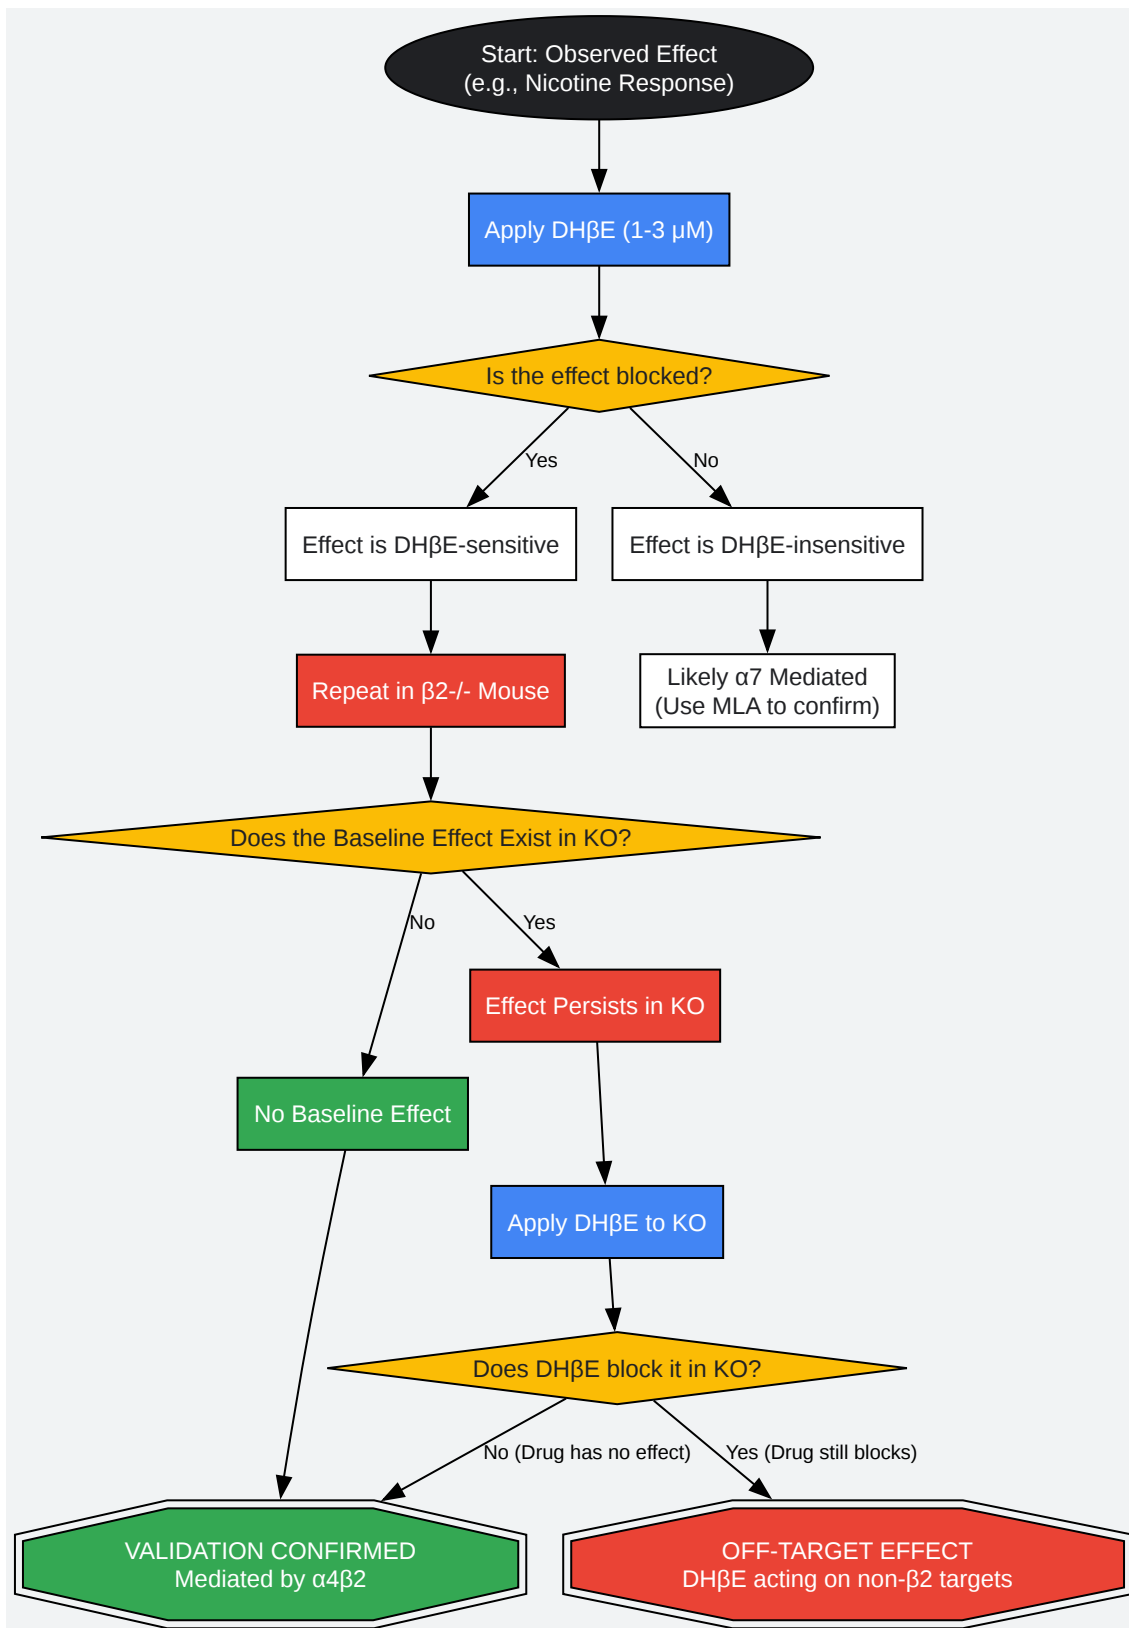 Start: Observed Effect
(e.g., Nicotine Response)
Apply DHβE (1-3 μM)
Is the effect blocked?
Yes
No
Effect is DHβE-sensitive
Effect is DHβE-insensitive
Repeat in β2-/- Mouse
Likely α7 Mediated
(Use MLA to confirm)
Does the Baseline Effect Exist in KO?
No
Yes
Effect Persists in KO
No Baseline Effect
Apply DHβE to KO
Does DHβE block it in KO?
No (Drug has no effect)
Yes (Drug still blocks)
VALIDATION CONFIRMED
Mediated by α4β2
OFF-TARGET EFFECT
DHβE acting on non-β2 targets